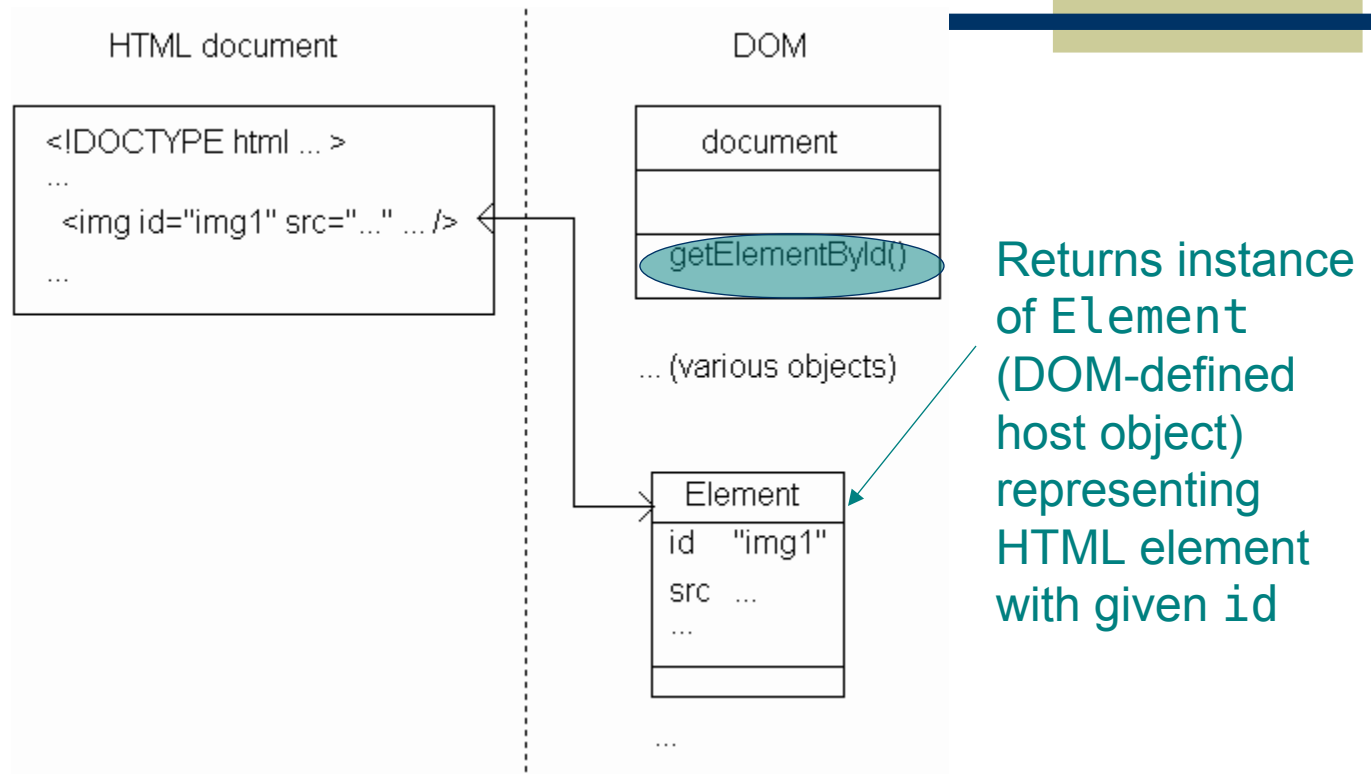 HTML document
<!DOCTYPE html ... >
...
<img id="img1" src="..." ... />
...
DOM
document
getElementById()
... (various objects)
Element
id "img1"
src ...
...
...
Returns instance
of Element
(DOM-defined
host object)
representing
HTML element
with given id